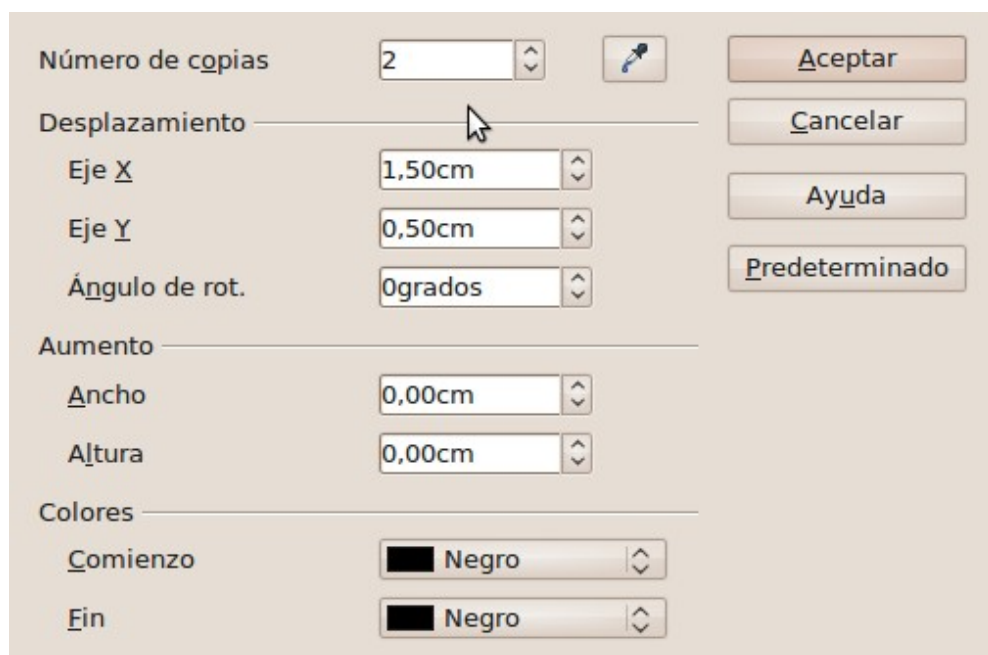 Número de copias 2 Aceptar
Desplazamiento Cancelar
Eje X 1,50cm
Ayuda
Eje Y 0,50cm
Ángulo de rot. 0grados Predeterminado
Aumento
Ancho 0,00cm
Altura 0,00cm
Colores
Comienzo Negro
Fin Negro